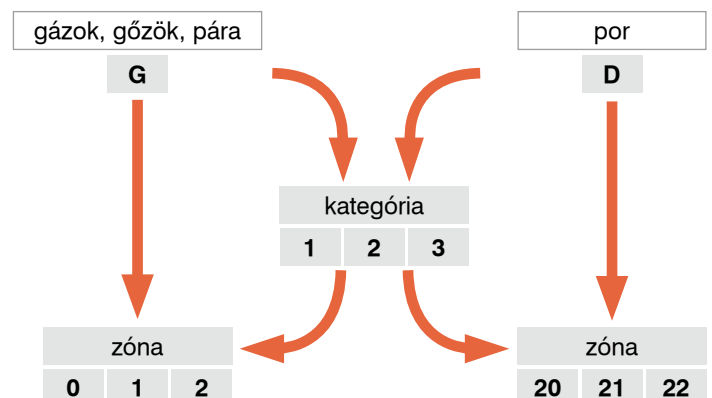 gázok, gőzök, pára
G
por
D
kategória
1 2 3
zóna
0 1 2
zóna
20 21 22